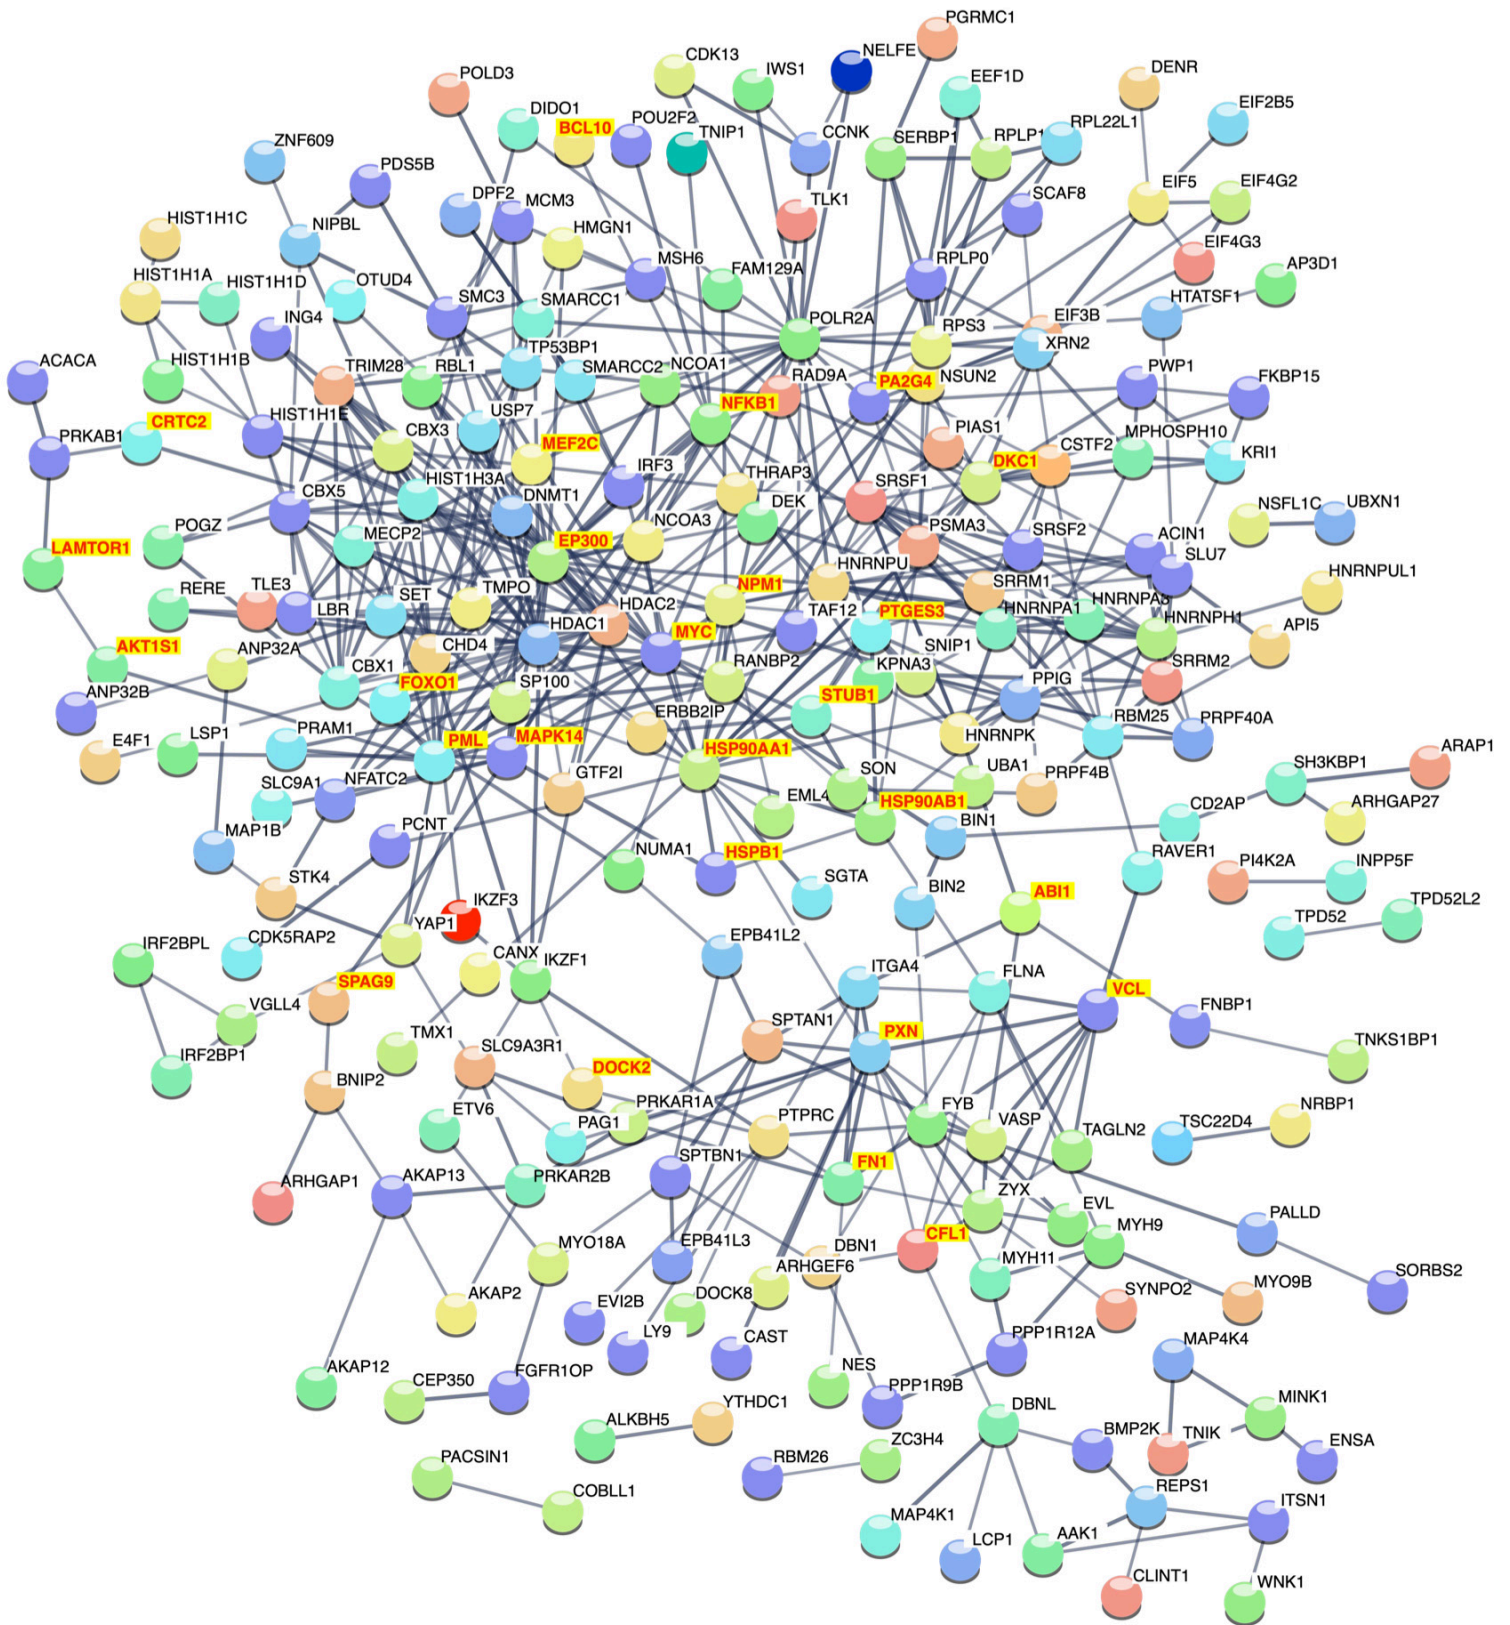 PGRMC1
NELFE
CDK13
IWS1
POLD3
EEF1D
DENR
DIDO1
BCL10
POU2F2
TNIP1
CCNK
SERBP1
RPLP1
RPL22L1
EIF2B5
ZNF609
PDS5B
DPF2
MCM3
TLK1
SCAF8
EIF5
EIF4G2
HIST1H1C
NIPBL
HMGN1
MSH6
FAM129A
RPLP0
EIF4G3
AP3D1
HIST1H1A
HIST1H1D
OTUD4
SMC3
SMARCC1
POLR2A
RPS3
EIF3B
HTATSF1
ING4
XRN2
ACACA
HIST1H1B
TRIM28
RBL1
TP53BP1
SMARCC2
NCOA1
RAD9A
PA2G4
NSUN2
PWP1
FKBP15
CRTC2
PRKAB1
HIST1H1E
CBX3
USP7
MEF2C
NFKB1
PIAS1
CSTF2
MPHOSPH10
KRI1
DKC1
IRF3
THRAP3
SRSF1
CBX5
HIST1H3A
DNMT1
DEK
NSFL1C
UBXN1
POGZ
MECP2
EP300
NCOA3
PSMA3
SRSF2
ACIN1
SLU7
LAMTOR1
HNRNPU
SRRM1
HNRNPUL1
RERE
TLE3
LBR
SET
TMPO
HDAC2
NPM1
TAF12
PTGES3
HNRNPA1
HNRNPA3
HNRNPH1
API5
AKT1S1
ANP32A
CHD4
HDAC1
MYC
RANBP2
KPNA3
SNIP1
PPIG
SRRM2
CBX1
FOXO1
SP100
STUB1
ANP32B
ERBB2IP
HNRNPK
RBM25
PRPF40A
E4F1
LSP1
PRAM1
PML
MAPK14
HSP90AA1
SLC9A1
NFATC2
GTF2I
EML4
SON
UBA1
PRPF4B
SH3KBP1
ARAP1
HSP90AB1
CD2AP
ARHGAP27
MAP1B
PCNT
BIN1
NUMA1
HSPB1
SGTA
RAVER1
PI4K2A
INPP5F
STK4
BIN2
ABI1
IKZF3
TPD52
TPD52L2
CDK5RAP2
YAP1
IRF2BPL
CANX
IKZF1
EPB41L2
ITGA4
FLNA
SPAG9
VCL
VGLL4
FNBP1
TMX1
SPTAN1
PXN
TNKS1BP1
IRF2BP1
BNIP2
SLC9A3R1
DOCK2
ETV6
PAG1
PRKAR1A
PTPRC
FYB
VASP
TAGLN2
TSC22D4
NRBP1
ARHGAP1
AKAP13
PRKAR2B
SPTBN1
FN1
ZYX
EVL
PALLD
MYO18A
EPB41L3
DBN1
CFL1
MYH9
MYH11
ARHGEF6
SORBS2
AKAP2
EVI2B
DOCK8
SYNPO2
MYO9B
LY9
CAST
PPP1R12A
MAP4K4
AKAP12
CEP350
FGFR1OP
NES
PPP1R9B
YTHDC1
ALKBH5
DBNL
MINK1
TNIK
BMP2K
ENSA
PACSIN1
RBM26
ZC3H4
COBLL1
REPS1
ITSN1
MAP4K1
LCP1
AAK1
CLINT1
WNK1